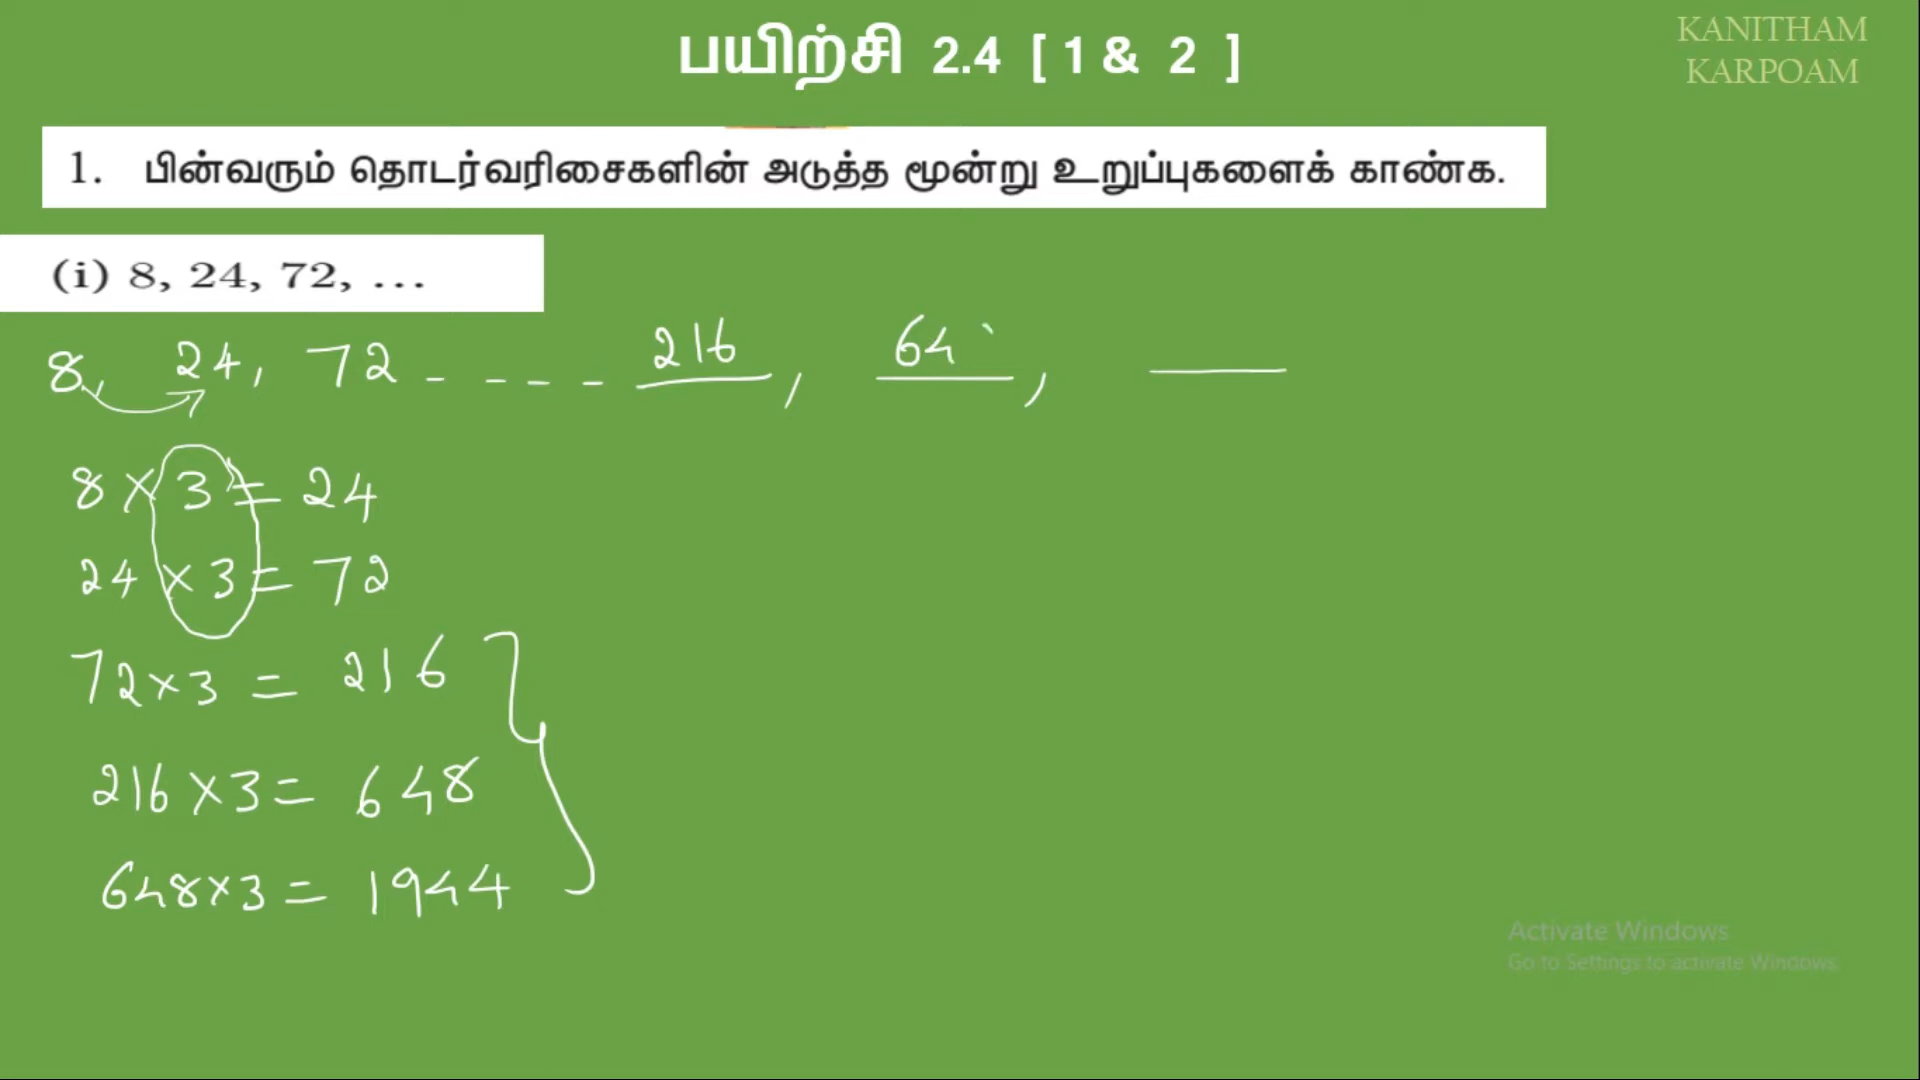 பயிற்சி 2.4 [ 1 & 2 ]
KANITHAM
KARPOAM
1. பின்வரும் தொடர்வரிசைகளின் அடுத்த மூன்று உறுப்புகளைக் காண்க.
(i) 8, 24, 72, …
8, 24, 72 - - - - 216, 64 , ___
8 × 3 = 24
24 × 3 = 72
72 × 3 = 216
216 × 3 = 648
648 × 3 = 1944
Activate Windows
Go to Settings to activate Windows.